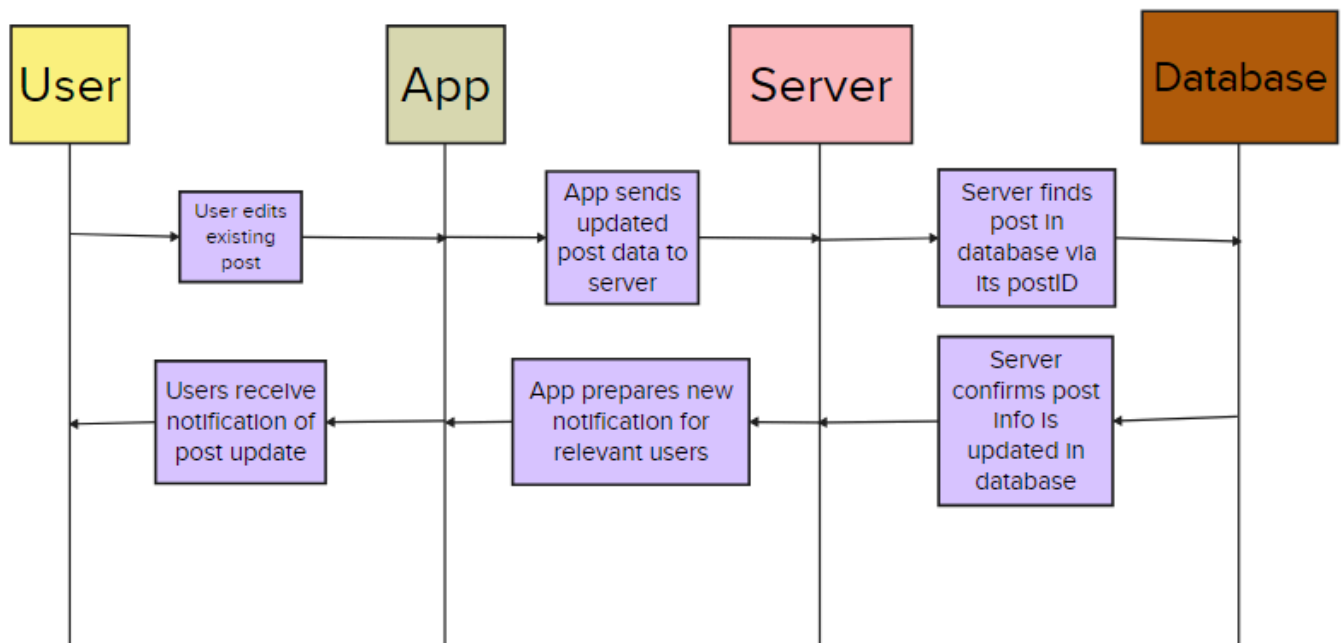 User
App
Server
Database
User edits
existing
post
App sends
updated
post data to
server
Server finds
post in
database via
its postID
Users receive
notification of
post update
App prepares new
notification for
relevant users
Server
confirms post
info is
updated in
database